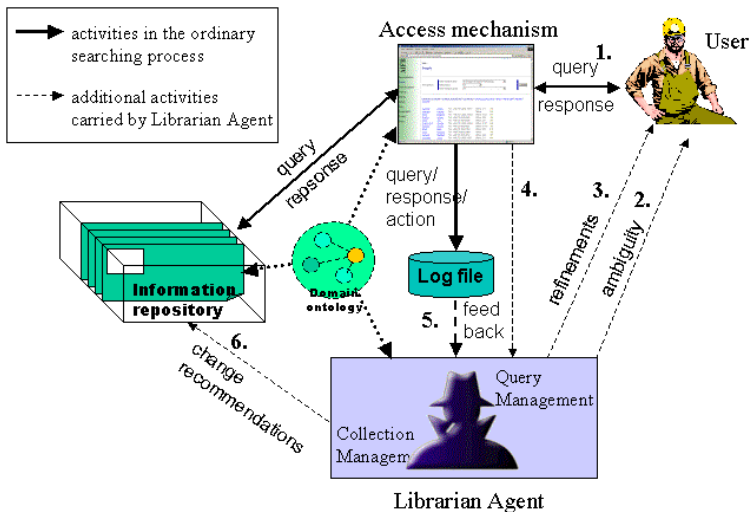 activities in the ordinary
searching process
additional activities
carried by Librarian Agent
Access mechanism
User
1.
query
response
query
repsonse
query/
response/
action
4.
3.
2.
refinements
ambiguity
Information
repository
Domain
ontology
Log file
5.
feed
back
6.
change
recommendations
Query
Management
Collection
Managem
Librarian Agent